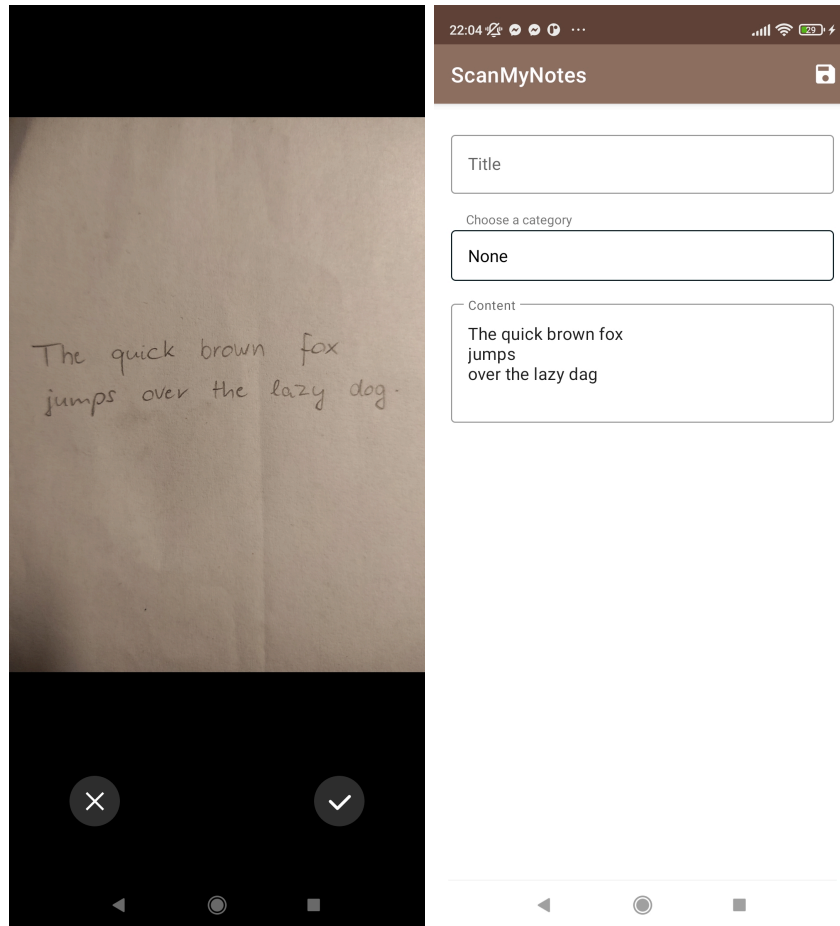 The quick brown fox
jumps over the lazy dog.
22:04
29
ScanMyNotes
Title
Choose a category
None
Content
The quick brown fox
jumps
over the lazy dag